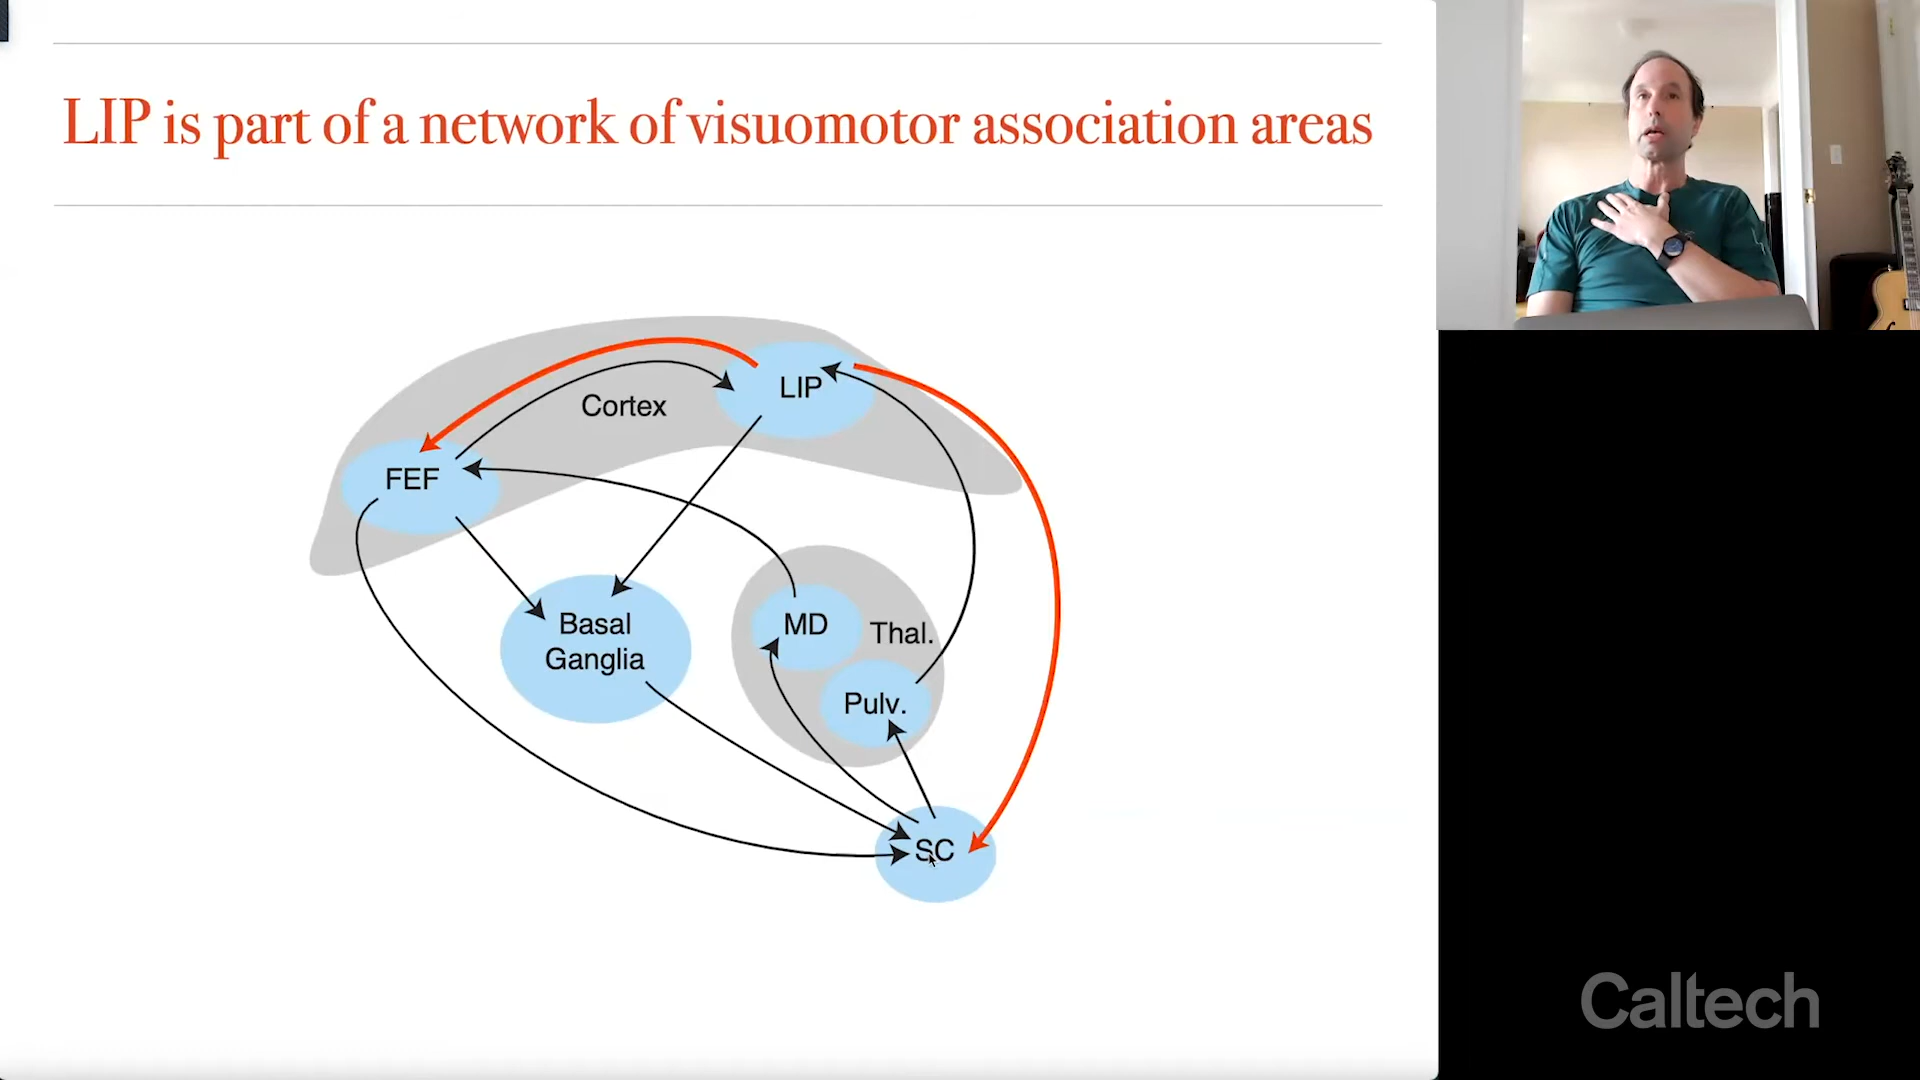 LIP is part of a network of visuomotor association areas
LIP
Cortex
FEF
Basal
Ganglia
MD
Thal.
Pulv.
SC
Caltech